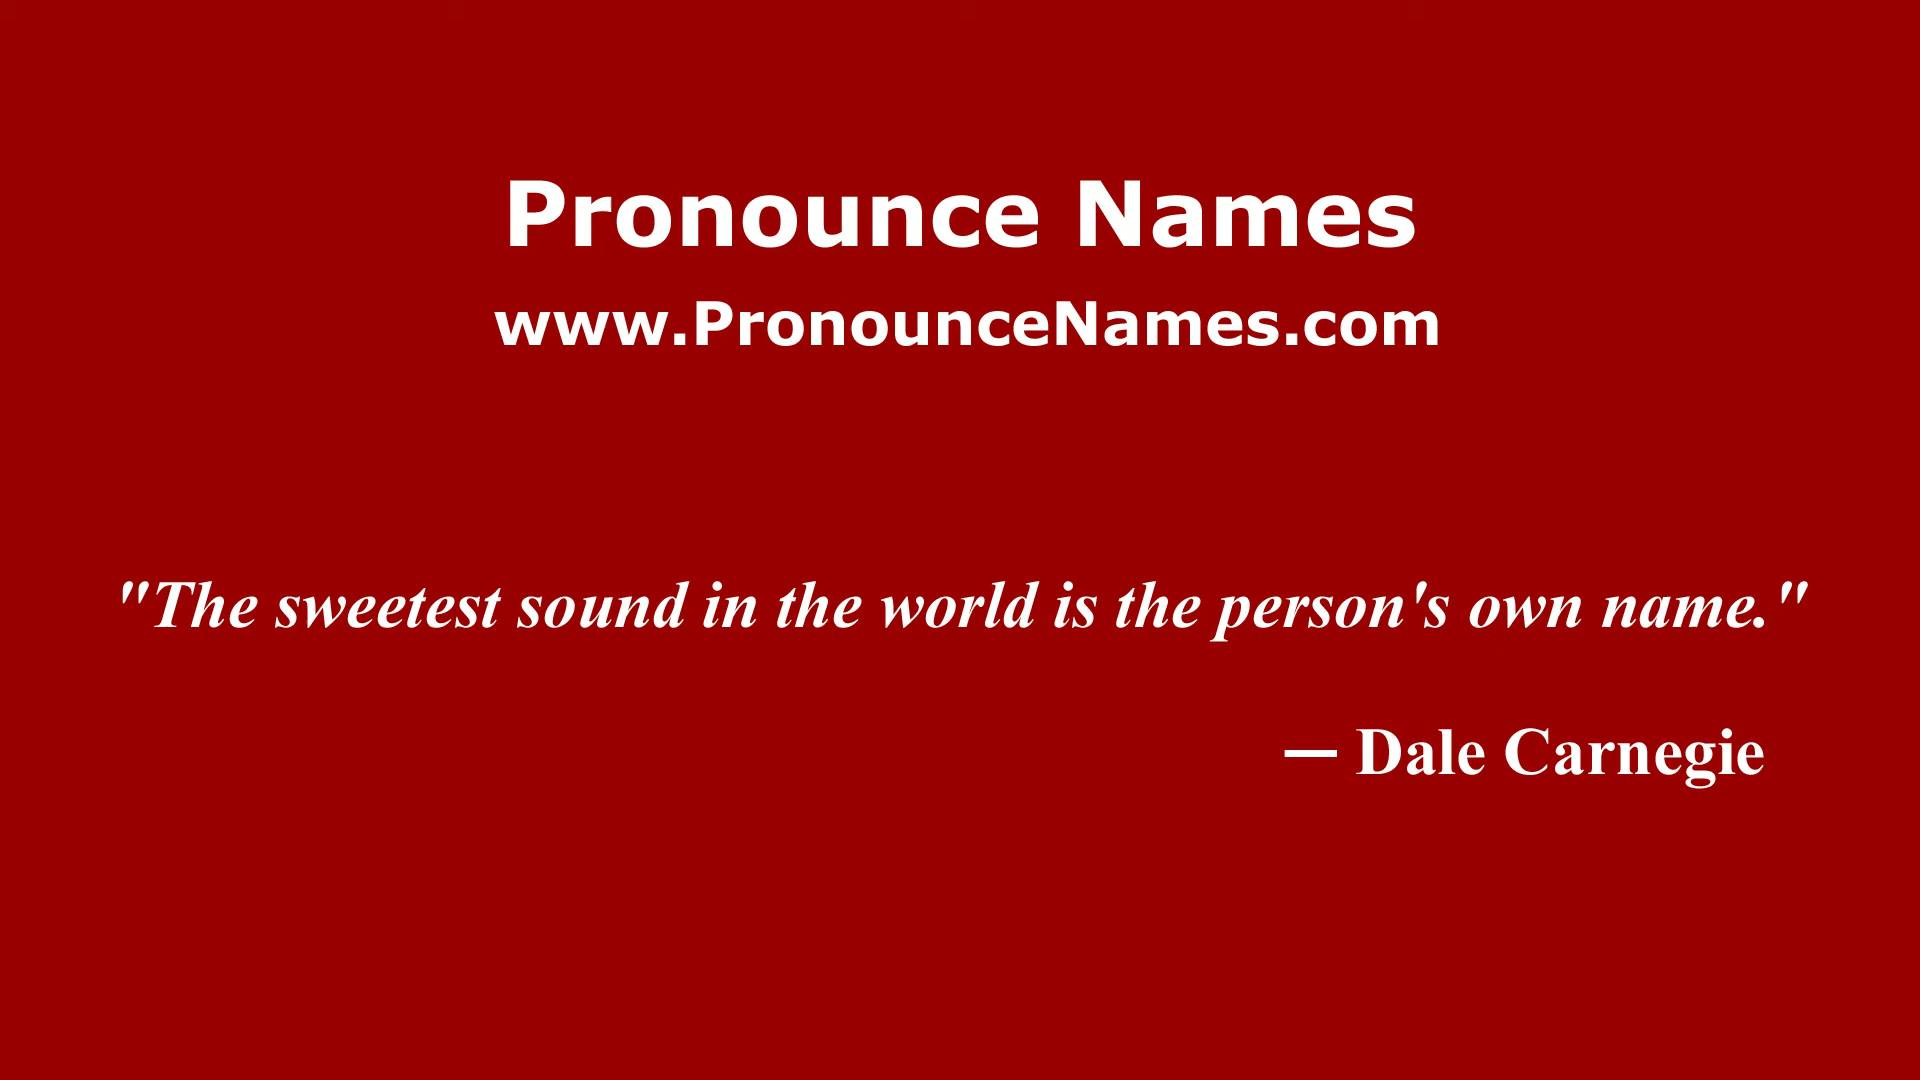 Pronounce Names
www.PronounceNames.com
"The sweetest sound in the world is the person's own name."
— Dale Carnegie